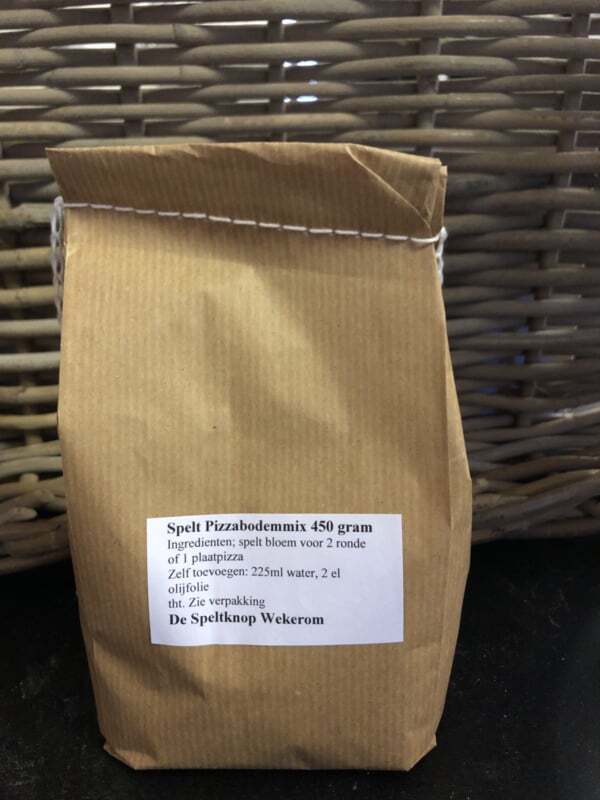 Spelt Pizzabodemmix 450 gram
Ingredienten; spelt bloem voor 2 ronde
of 1 plaatpizza
Zelf toevoegen: 225ml water, 2 el
olijfolie
tht. Zie verpakking
De Speltknop Wekerom